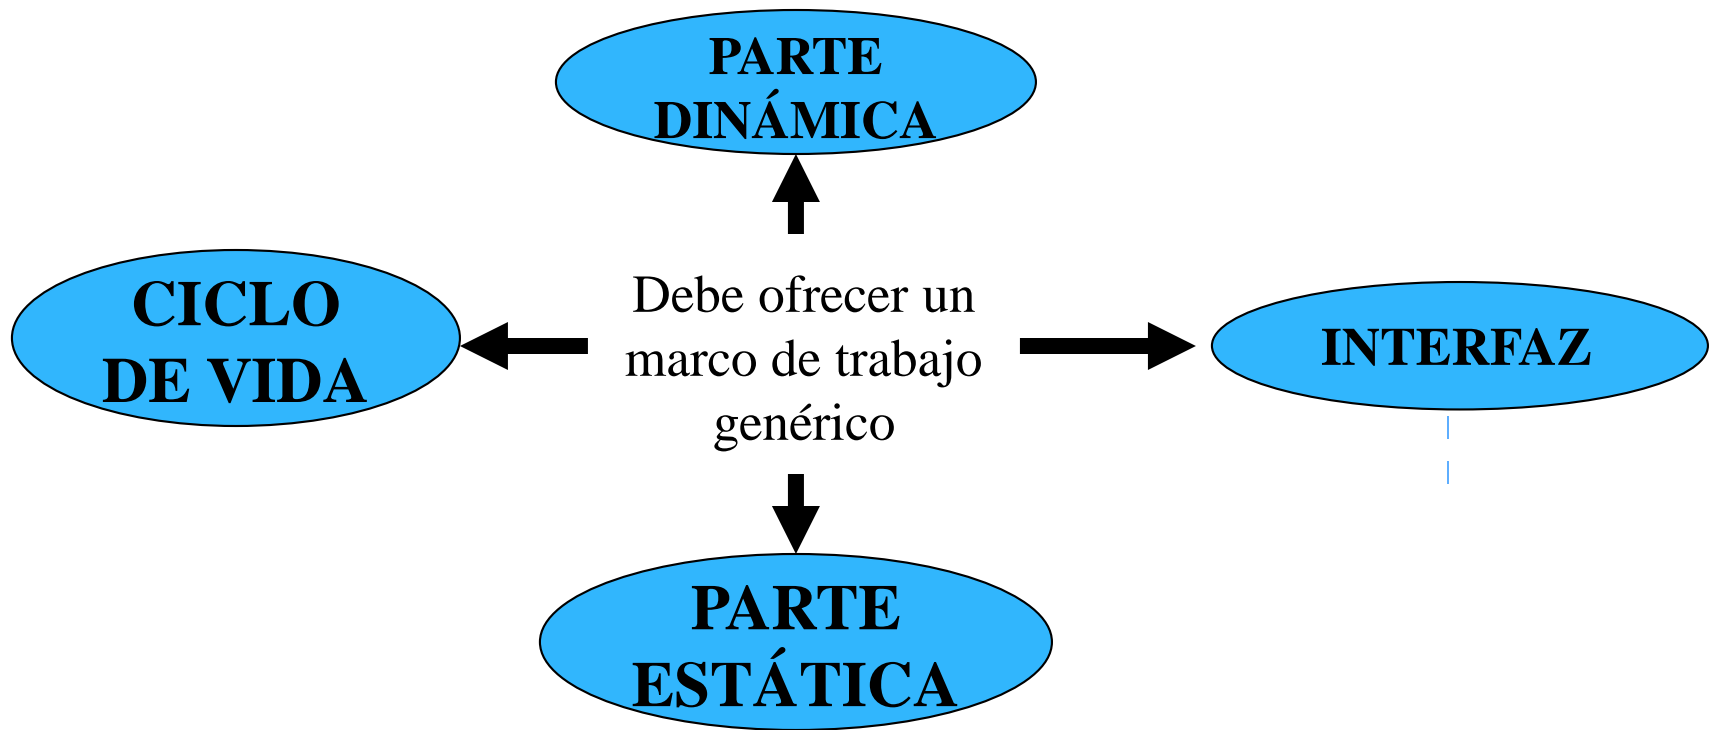 PARTE
DINÁMICA
CICLO
DE VIDA
Debe ofrecer un
marco de trabajo
genérico
INTERFAZ
PARTE
ESTÁTICA